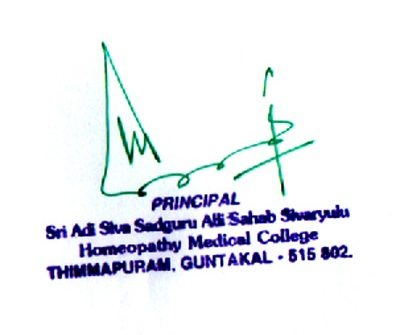 PRINCIPAL
Sri Adi Siva Sadguru Alli Sahab Sivaryulu
Homeopathy Medical College
THIMMAPURAM, GUNTAKAL - 515 802.